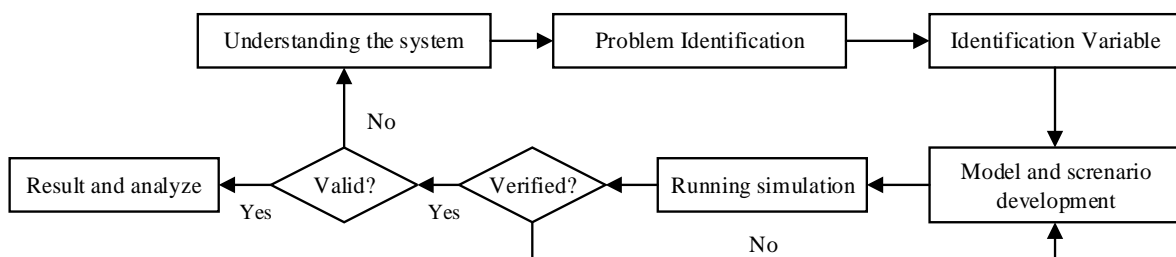 Understanding the system
Problem Identification
Identification Variable
No
Result and analyze
Valid?
Verified?
Running simulation
Model and screnario
development
Yes
Yes
No